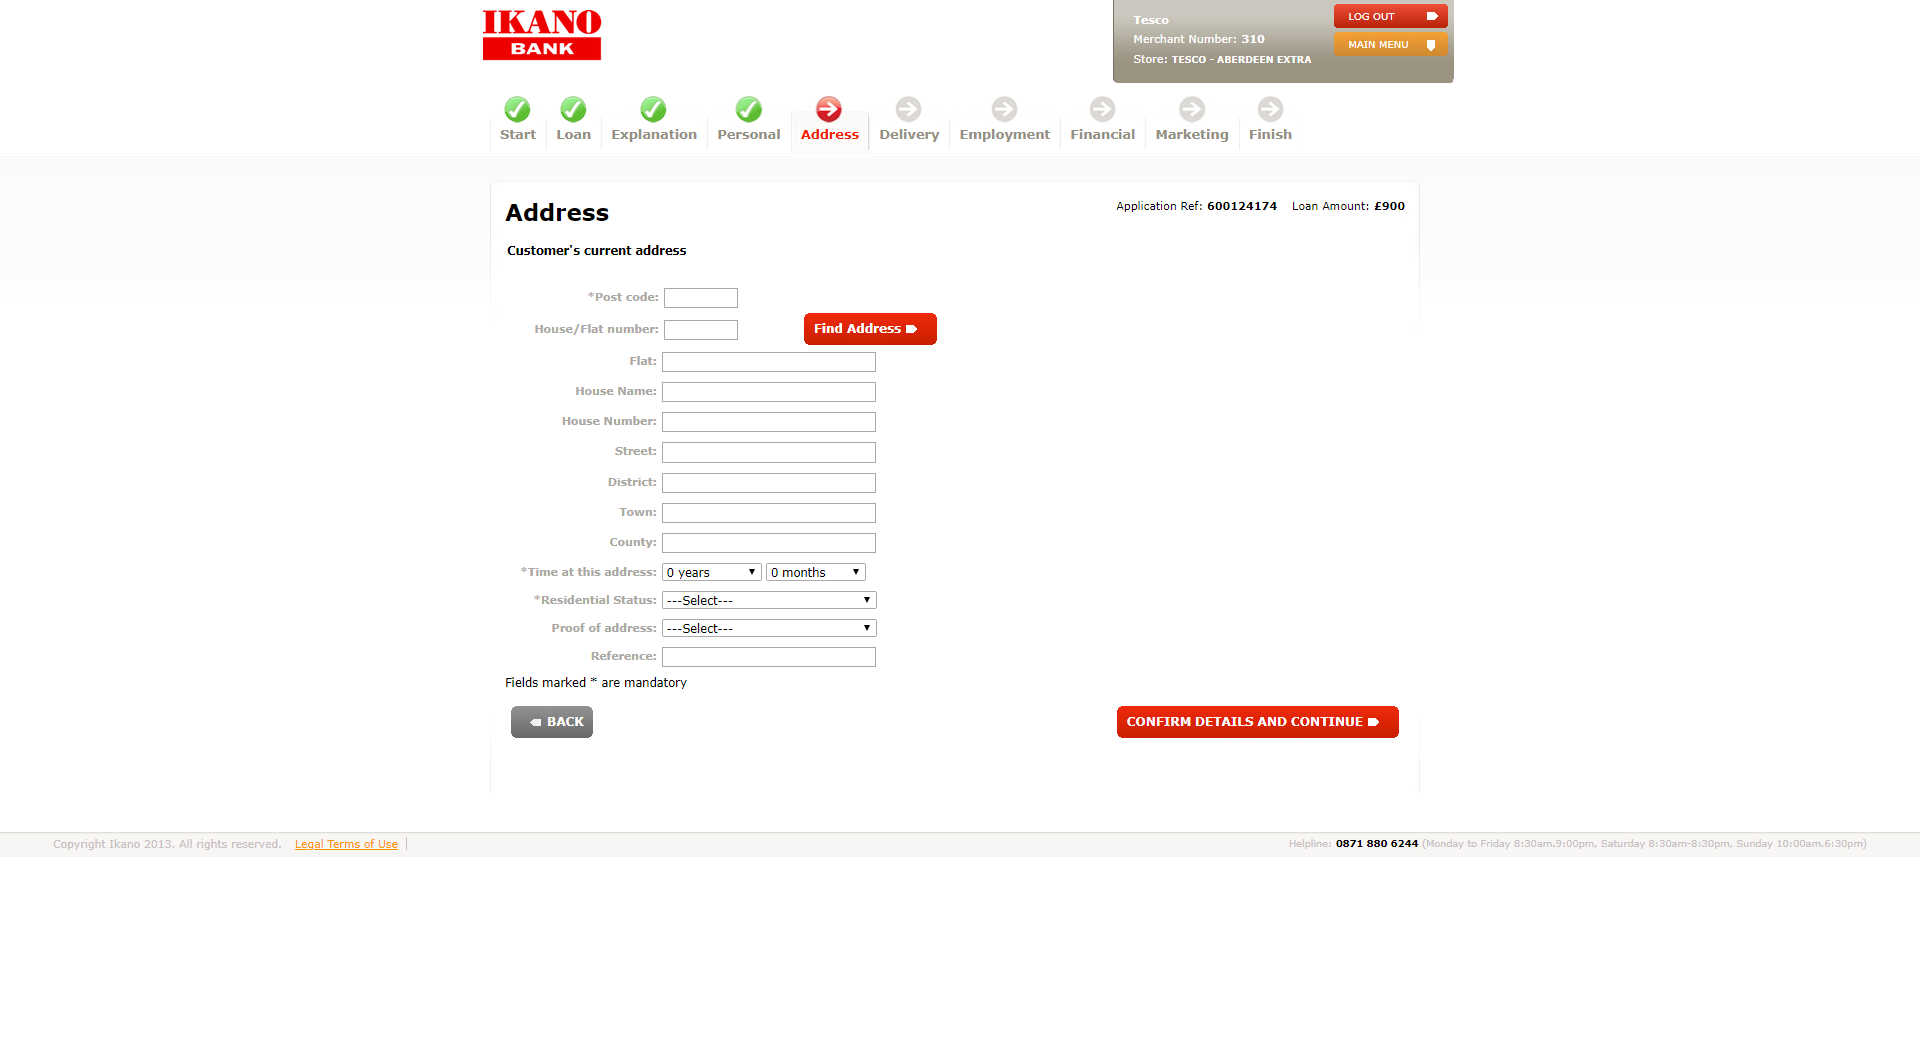 IKANO
BANK
Tesco
Merchant Number: 310
Store: TESCO - ABERDEEN EXTRA
LOG OUT
MAIN MENU
Start
Loan
Explanation
Personal
Address
Delivery
Employment
Financial
Marketing
Finish
Address
Application Ref: 600124174 Loan Amount: £900
Customer's current address
*Post code:
House/Flat number:
Find Address
Flat:
House Name:
House Number:
Street:
District:
Town:
County:
*Time at this address: 0 years 0 months
*Residential Status: ---Select---
Proof of address: ---Select---
Reference:
Fields marked * are mandatory
BACK
CONFIRM DETAILS AND CONTINUE
Copyright Ikano 2013. All rights reserved. Legal Terms of Use
Helpline: 0871 880 6244 (Monday to Friday 8:30am.9:00pm, Saturday 8:30am-8:30pm, Sunday 10:00am.6:30pm)